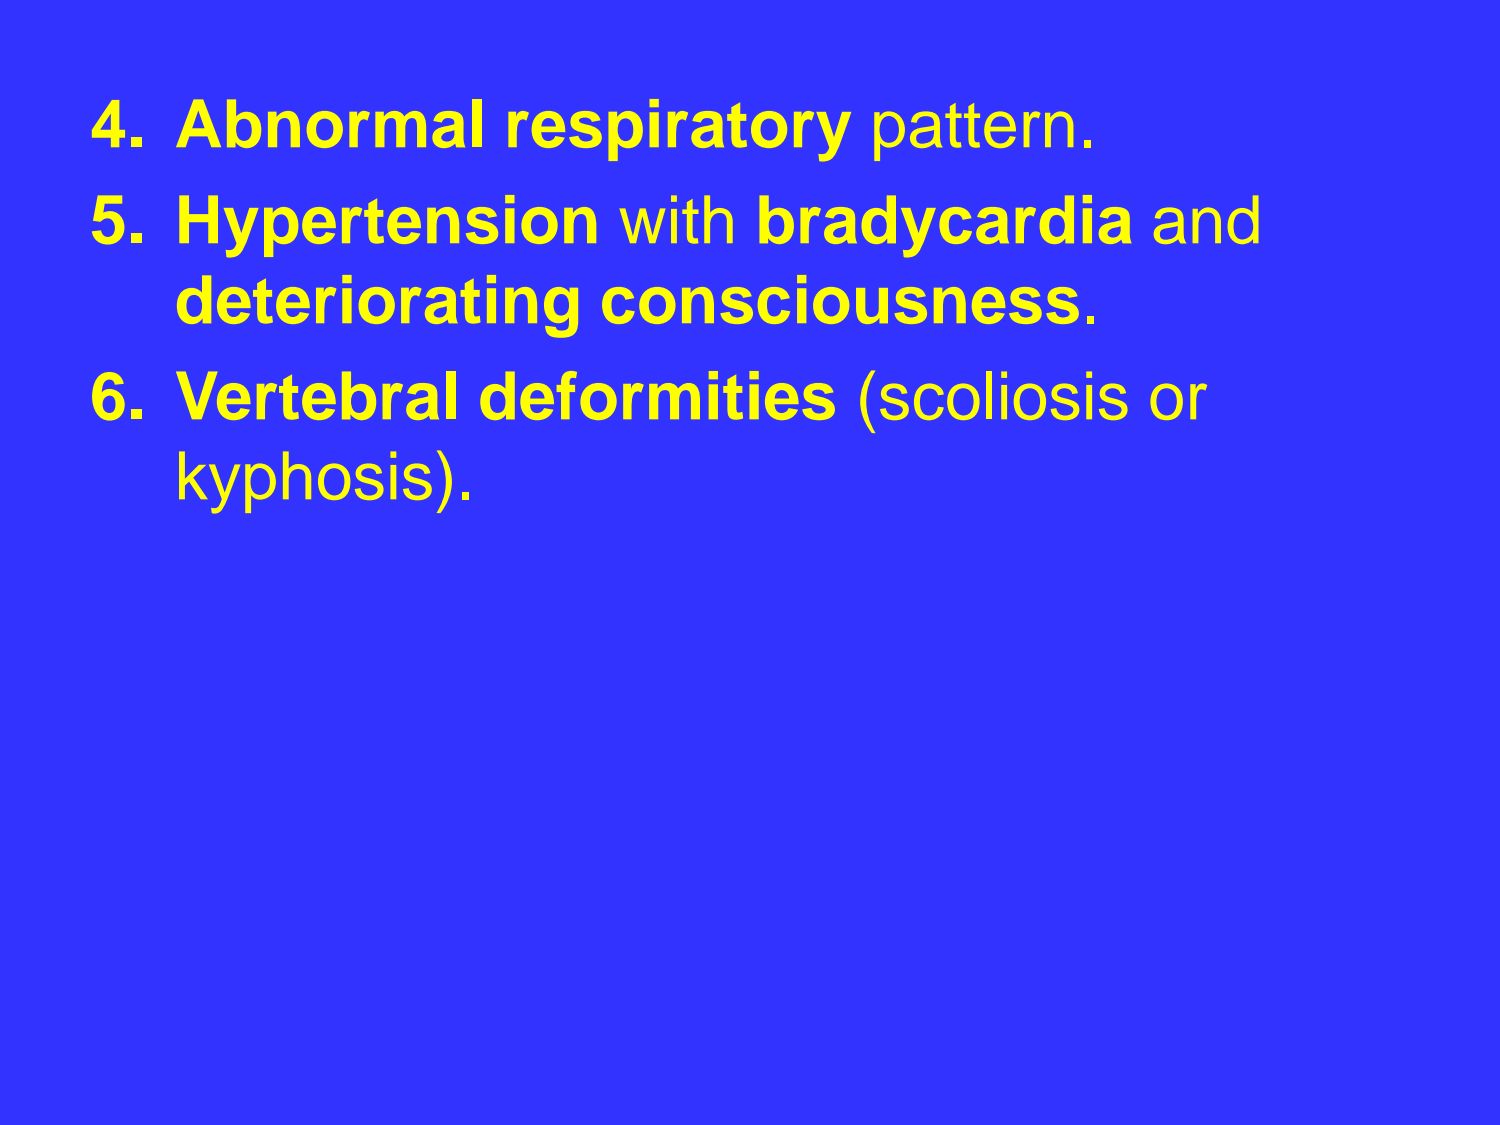 4. Abnormal respiratory pattern.
5. Hypertension with bradycardia and
deteriorating consciousness.
6. Vertebral deformities (scoliosis or
kyphosis).